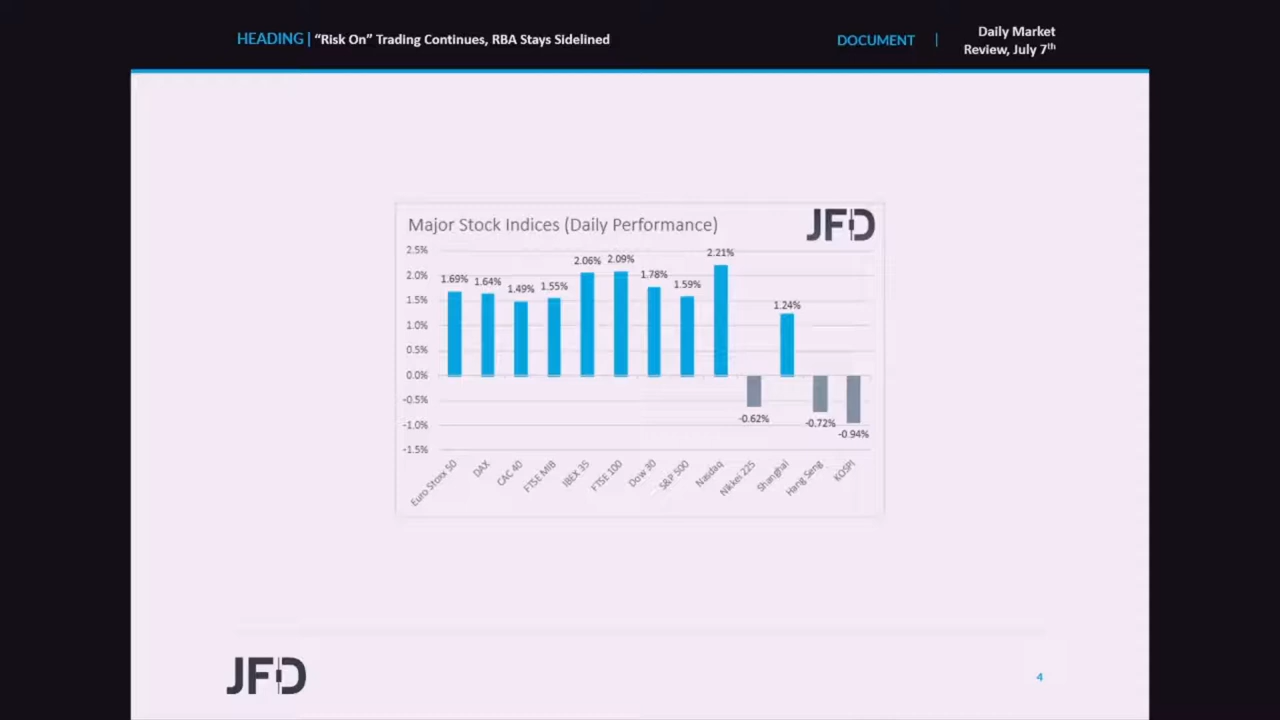 HEADING | “Risk On” Trading Continues, RBA Stays Sidelined
DOCUMENT |
Daily Market
Review, July 7th
Major Stock Indices (Daily Performance)
JFD
2.5%
2.0%
1.5%
1.0%
0.5%
0.0%
-0.5%
-1.0%
-1.5%
1.69%
1.64%
1.49%
1.55%
2.06%
2.09%
1.78%
1.59%
2.21%
-0.62%
1.24%
-0.72%
-0.94%
Euro Stoxx 50
DAX
CAC 40
FTSE MIB
IBEX 35
FTSE 100
Dow 30
S&P 500
Nasdaq
Nikkei 225
Shanghai
Hang Seng
KOSPI
JFD
4